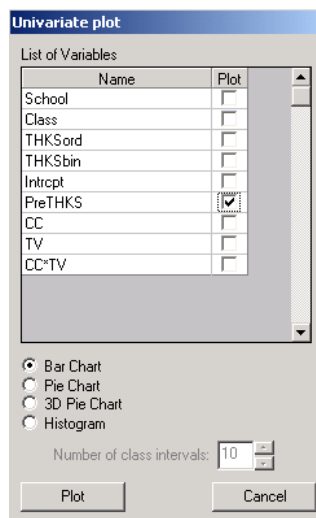 Univariate plot
List of Variables
Name Plot
School
Class
THKSord
THKSbin
Intrcpt
PreTHKS
CC
TV
CC*TV
Bar Chart
Pie Chart
3D Pie Chart
Histogram
Number of class intervals: 10
Plot Cancel